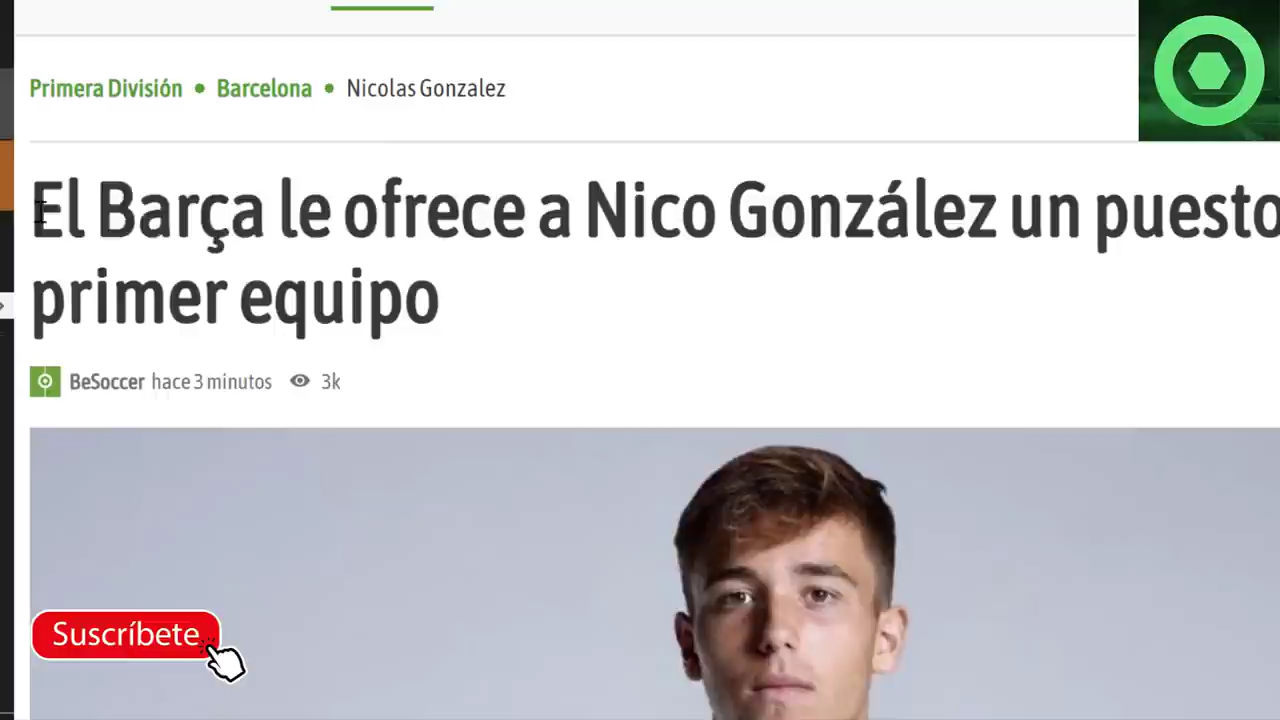 Primera División • Barcelona • Nicolas Gonzalez
El Barça le ofrece a Nico González un puesto
primer equipo
BeSoccer hace 3 minutos 3k
Suscríbete